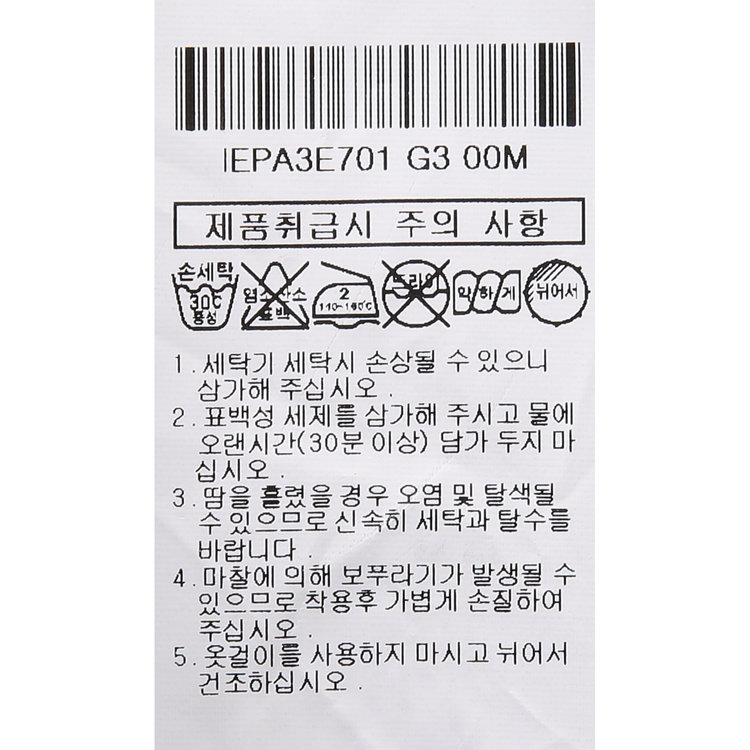 IEPA3E701 G3 00M
제품취급시 주의 사항
손세탁
30℃
중성
염소산소
표백
2
140~160℃
드라이
약하게
뉘어서
1. 세탁기 세탁시 손상될 수 있으니
삼가해 주십시오.
2. 표백성 세제를 삼가해 주시고 물에
오랜시간(30분 이상) 담가 두지 마
십시오.
3. 땀을 흘렸을 경우 오염 및 탈색될
수 있으므로 신속히 세탁과 탈수를
바랍니다.
4. 마찰에 의해 보푸라기가 발생될 수
있으므로 착용후 가볍게 손질하여
주십시오.
5. 옷걸이를 사용하지 마시고 뉘어서
건조하십시오.